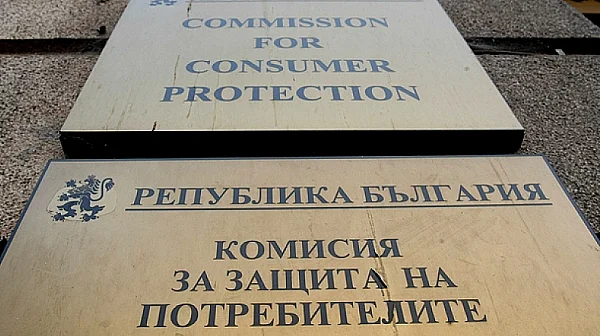 COMMISSION
FOR
CONSUMER
PROTECTION
РЕПУБЛИКА БЪЛГАРИЯ
КОМИСИЯ
ЗА ЗАЩИТА НА
ПОТРЕБИТЕЛИТЕ